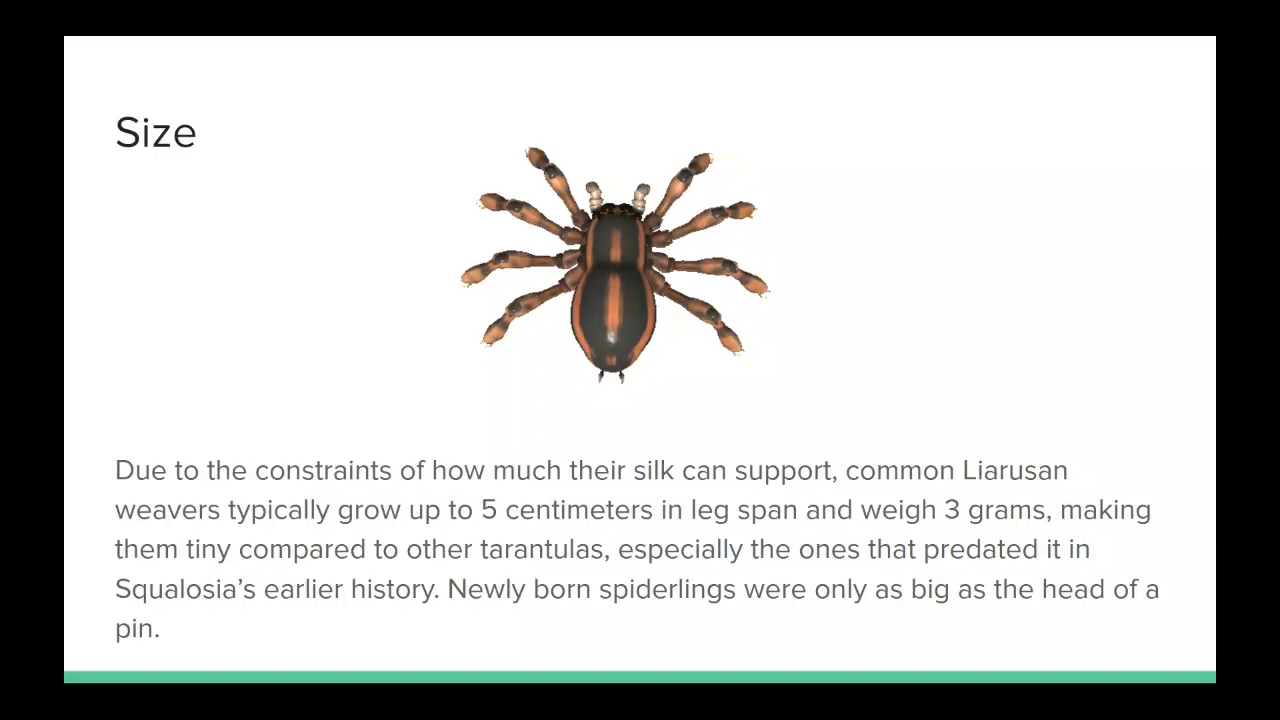 Size
Due to the constraints of how much their silk can support, common Liarusan
weavers typically grow up to 5 centimeters in leg span and weigh 3 grams, making
them tiny compared to other tarantulas, especially the ones that predated it in
Squalosia’s earlier history. Newly born spiderlings were only as big as the head of a
pin.